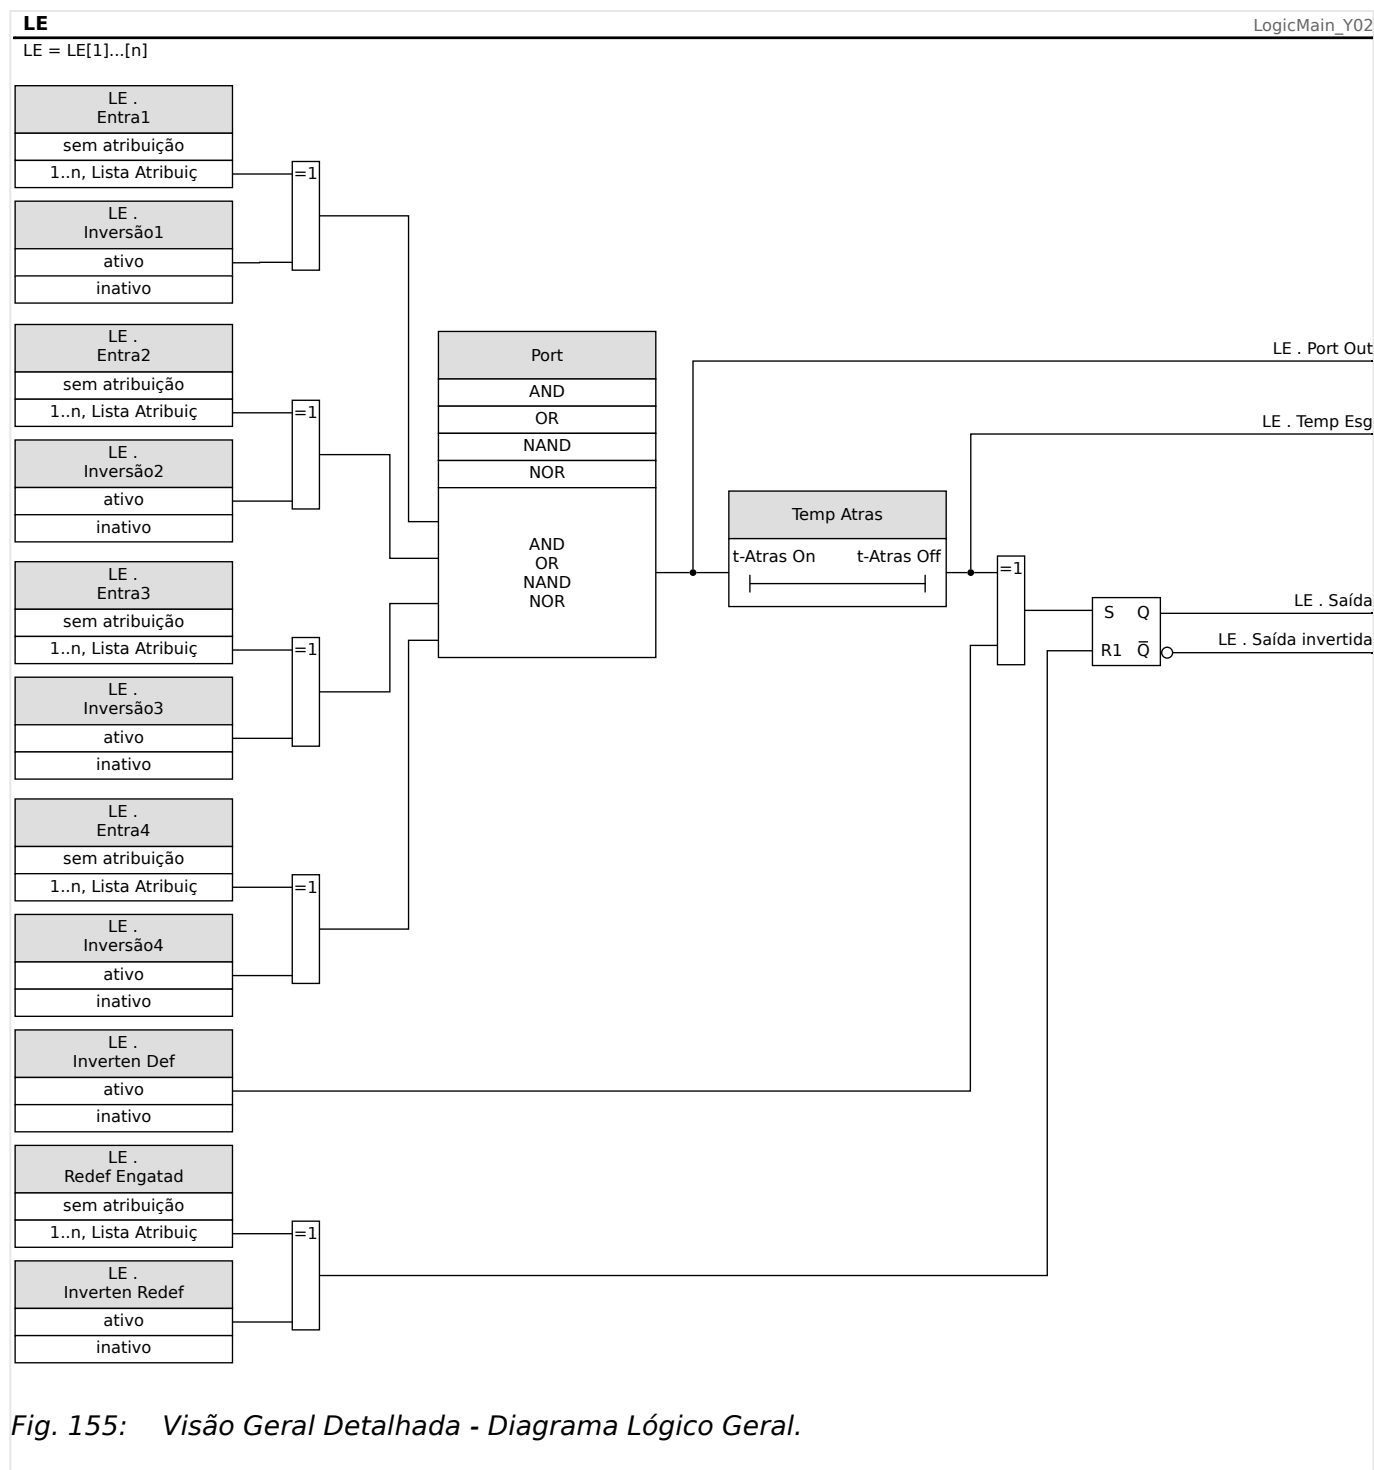 LE
LogicMain_Y02
LE = LE[1]...[n]
LE .
Entra1
sem atribuição
1..n, Lista Atribuiç
=1
LE .
Inversão1
ativo
inativo
LE .
Entra2
sem atribuição
1..n, Lista Atribuiç
=1
LE .
Inversão2
ativo
inativo
Port
AND
OR
NAND
NOR
AND
OR
NAND
NOR
LE . Port Out
LE . Temp Esg
Temp Atras
t-Atras On t-Atras Off
=1
S Q
R1 Q̅
LE . Saída
LE . Saída invertida
LE .
Entra3
sem atribuição
1..n, Lista Atribuiç
=1
LE .
Inversão3
ativo
inativo
LE .
Entra4
sem atribuição
1..n, Lista Atribuiç
=1
LE .
Inversão4
ativo
inativo
LE .
Inverten Def
ativo
inativo
LE .
Redef Engatad
sem atribuição
1..n, Lista Atribuiç
=1
LE .
Inverten Redef
ativo
inativo
Fig. 155: Visão Geral Detalhada - Diagrama Lógico Geral.